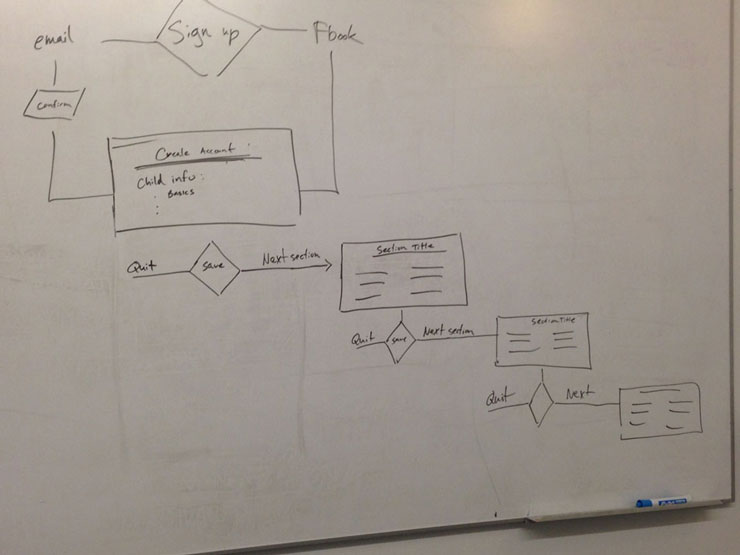 email
Sign up
Fbook
confirm
Create Account :
Child info :
Basics
Quit
save
Next section
Section Title
Quit
save
Next section
Section Title
Quit
Next